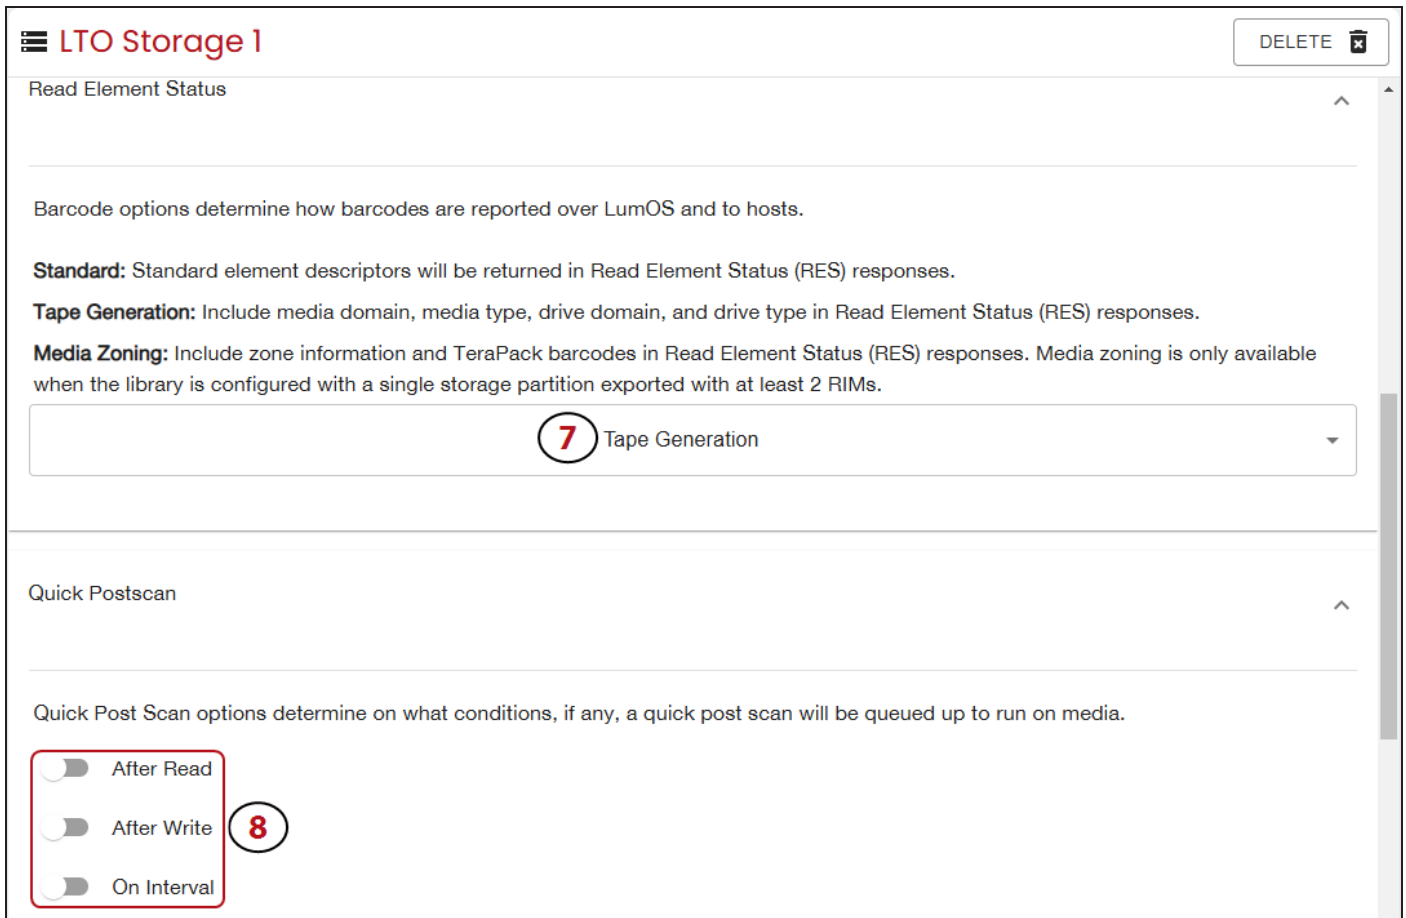 LTO Storage 1
DELETE
Read Element Status
Barcode options determine how barcodes are reported over LumOS and to hosts.
Standard: Standard element descriptors will be returned in Read Element Status (RES) responses.
Tape Generation: Include media domain, media type, drive domain, and drive type in Read Element Status (RES) responses.
Media Zoning: Include zone information and TeraPack barcodes in Read Element Status (RES) responses. Media zoning is only available
when the library is configured with a single storage partition exported with at least 2 RIMs.
7 Tape Generation
Quick Postscan
Quick Post Scan options determine on what conditions, if any, a quick post scan will be queued up to run on media.
After Read
After Write
8
On Interval